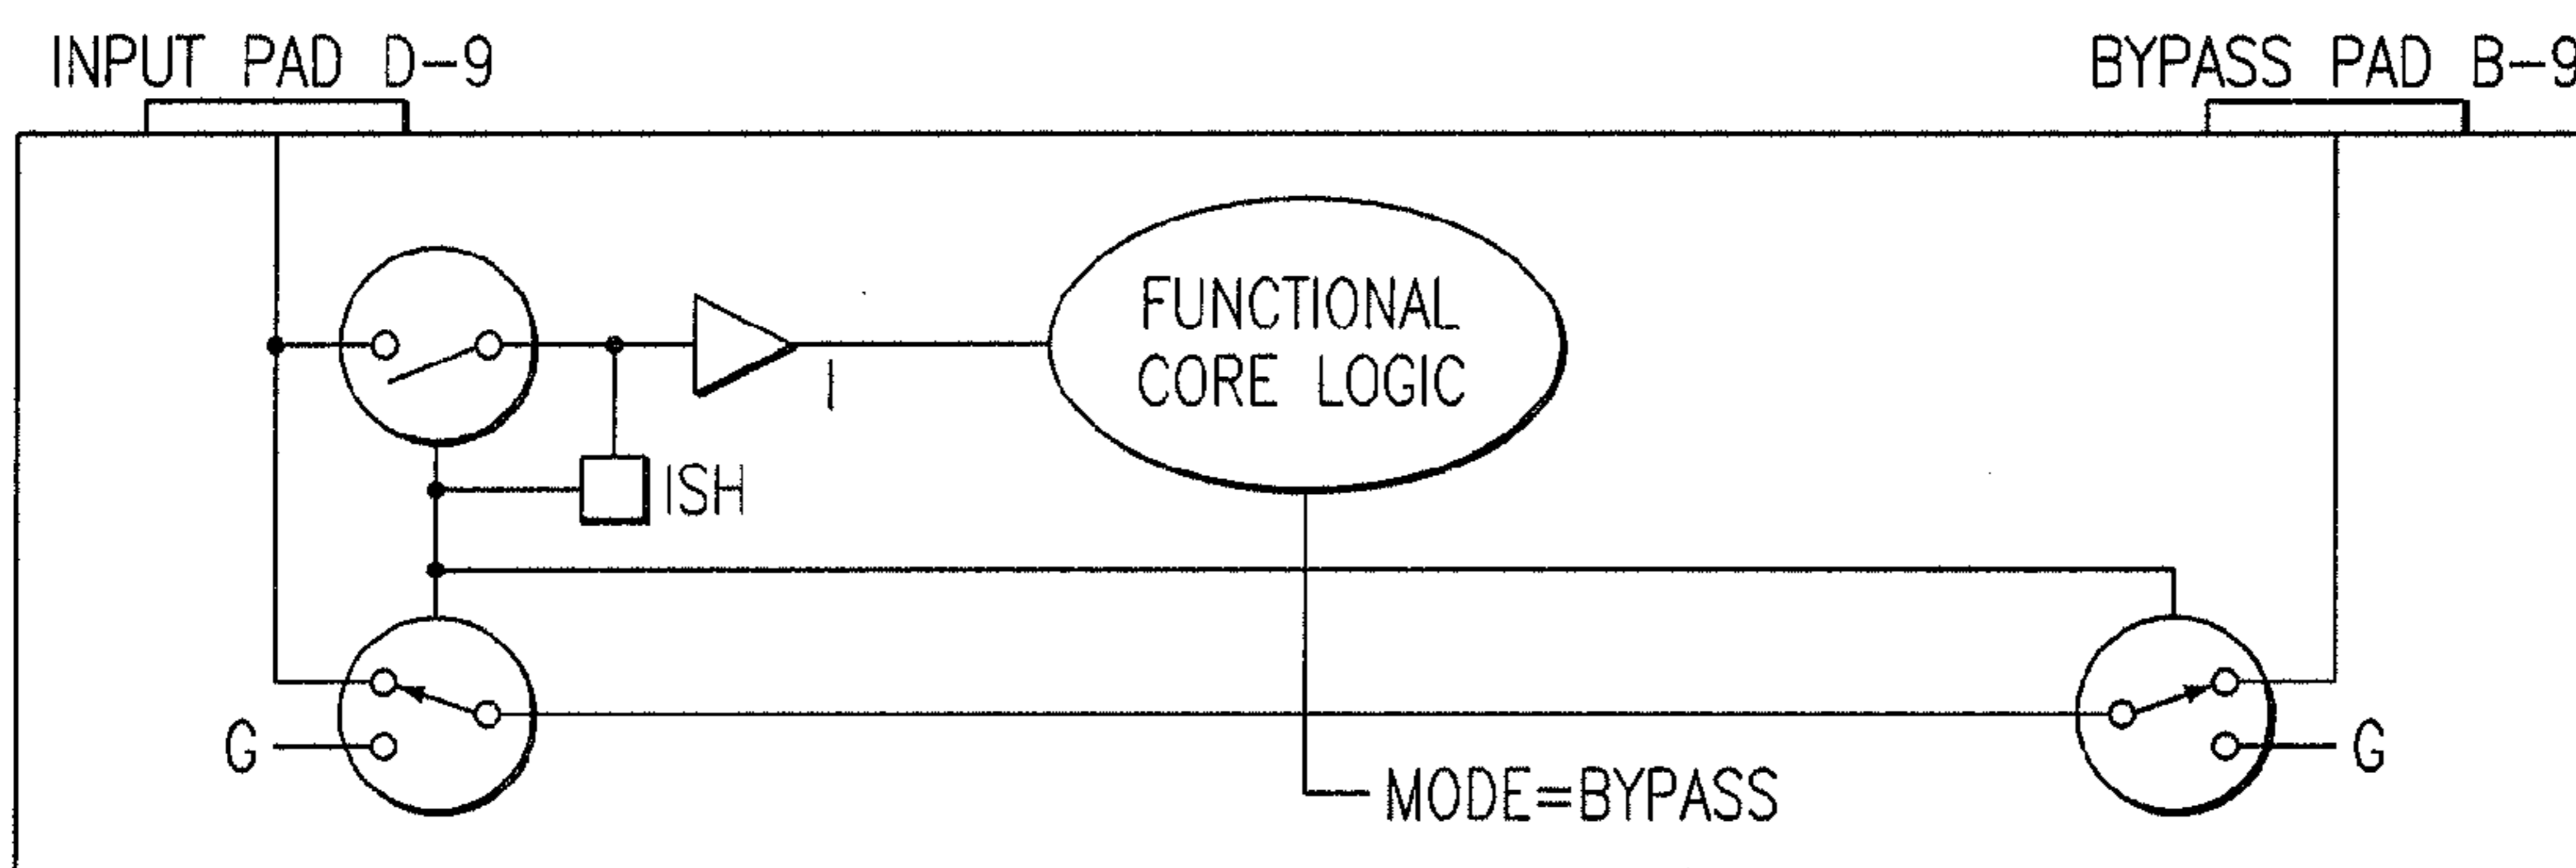 INPUT PAD D-9
BYPASS PAD B-9
FUNCTIONAL
CORE LOGIC
I
ISH
G
G
MODE=BYPASS